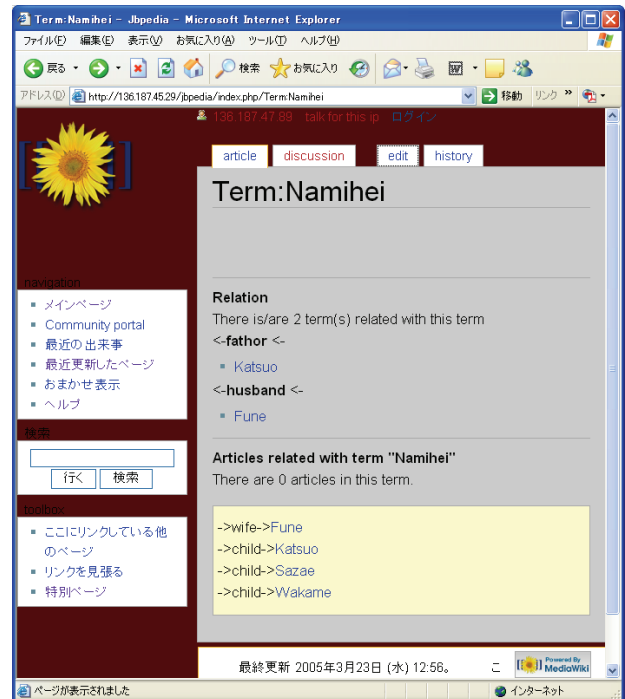 Term:Namihei - Jbpedia - Microsoft Internet Explorer
ファイル(F) 編集(E) 表示(V) お気に入り(A) ツール(T) ヘルプ(H)
戻る 検索 お気に入り
アドレス(D) http://136.187.45.29/jbpedia/index.php/Term:Namihei 移動 リンク »
136.187.47.89 talk for this ip ログイン
article discussion edit history
Term:Namihei
navigation
メインページ
Community portal
最近の出来事
最近更新したページ
おまかせ表示
ヘルプ
検索
行く 検索
toolbox
ここにリンクしている他
のページ
リンクを見張る
特別ページ
Relation
There is/are 2 term(s) related with this term
<-fathor <-
Katsuo
<-husband <-
Fune
Articles related with term "Namihei"
There are 0 articles in this term.
->wife->Fune
->child->Katsuo
->child->Sazae
->child->Wakame
最終更新 2005年3月23日 (水) 12:56。 こ
Powered By
MediaWiki
ページが表示されました インターネット